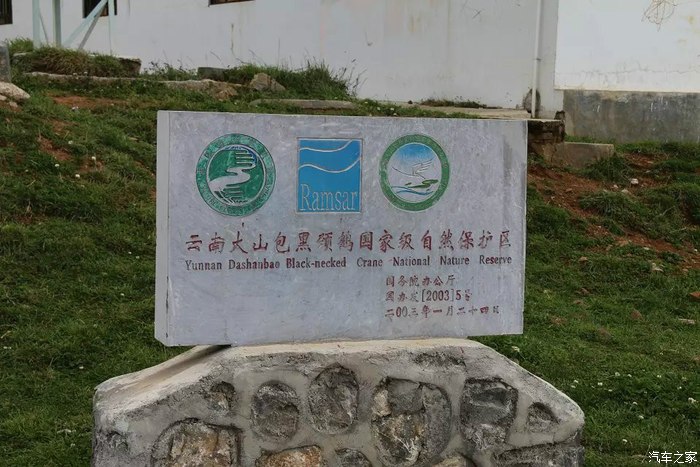 Ramsar
云南大山包黑颈鹤国家级自然保护区
Yunnan Dashanbao Black-necked Crane National Nature Reserve
国务院办公厅
国办发[2003]5号
二00三年一月二十四日
汽车之家